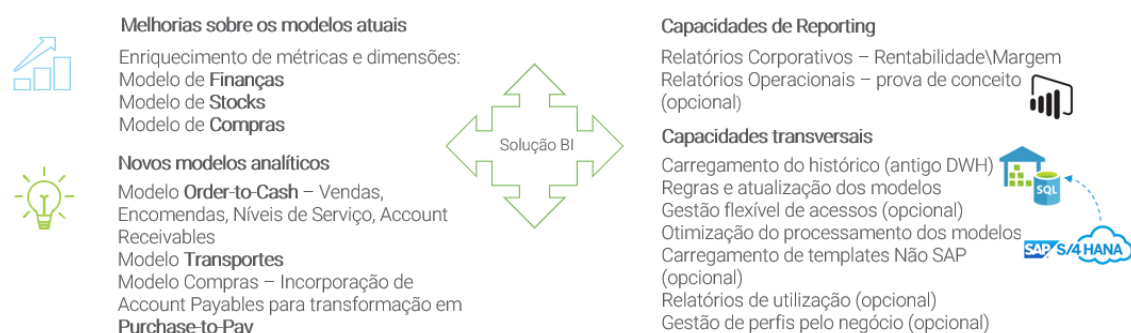 Melhorias sobre os modelos atuais
Enriquecimento de métricas e dimensões:
Modelo de Finanças
Modelo de Stocks
Modelo de Compras
Novos modelos analíticos
Modelo Order-to-Cash – Vendas,
Encomendas, Níveis de Serviço, Account
Receivables
Modelo Transportes
Modelo Compras – Incorporação de
Account Payables para transformação em
Purchase-to-Pay
Solução BI
Capacidades de Reporting
Relatórios Corporativos – Rentabilidade\Margem
Relatórios Operacionais – prova de conceito
(opcional)
Capacidades transversais
Carregamento do histórico (antigo DWH)
Regras e atualização dos modelos
Gestão flexível de acessos (opcional)
Otimização do processamento dos modelos
Carregamento de templates Não SAP
(opcional)
Relatórios de utilização (opcional)
Gestão de perfis pelo negócio (opcional)
SQL
SAP S/4HANA